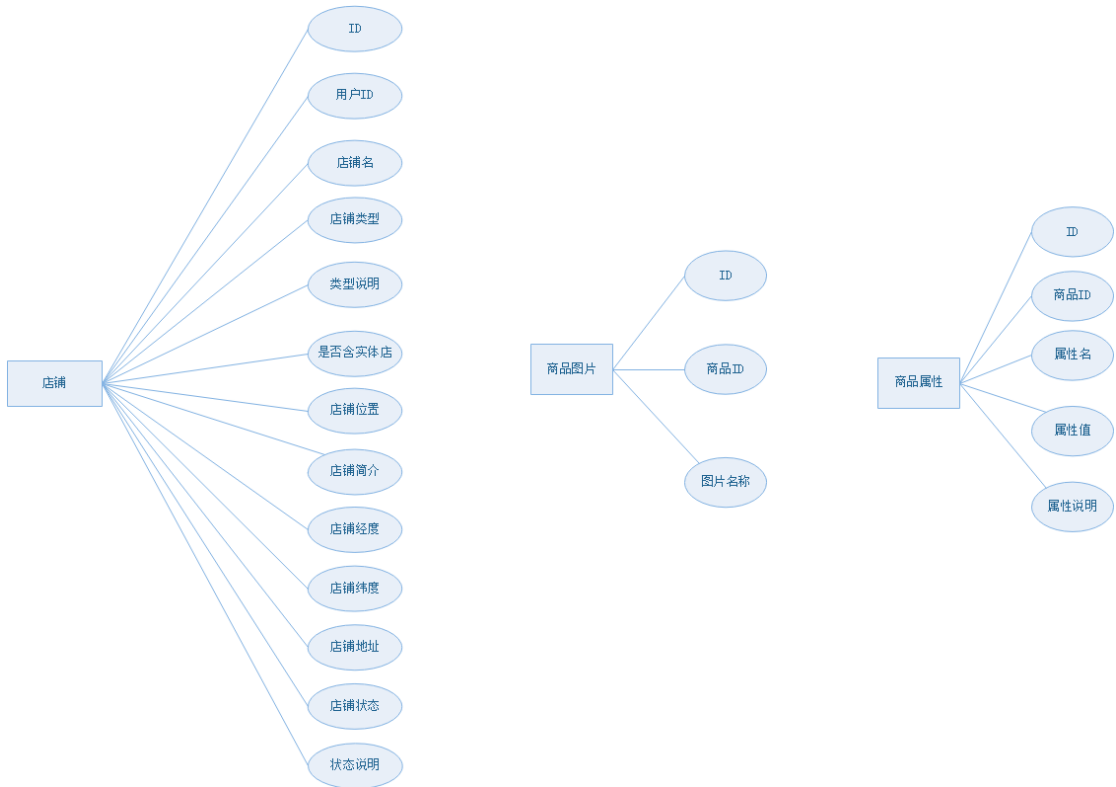 店铺
ID
用户ID
店铺名
店铺类型
类型说明
是否含实体店
店铺位置
店铺简介
店铺经度
店铺纬度
店铺地址
店铺状态
状态说明
商品图片
ID
商品ID
图片名称
商品属性
ID
商品ID
属性名
属性值
属性说明